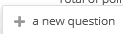 + a new question